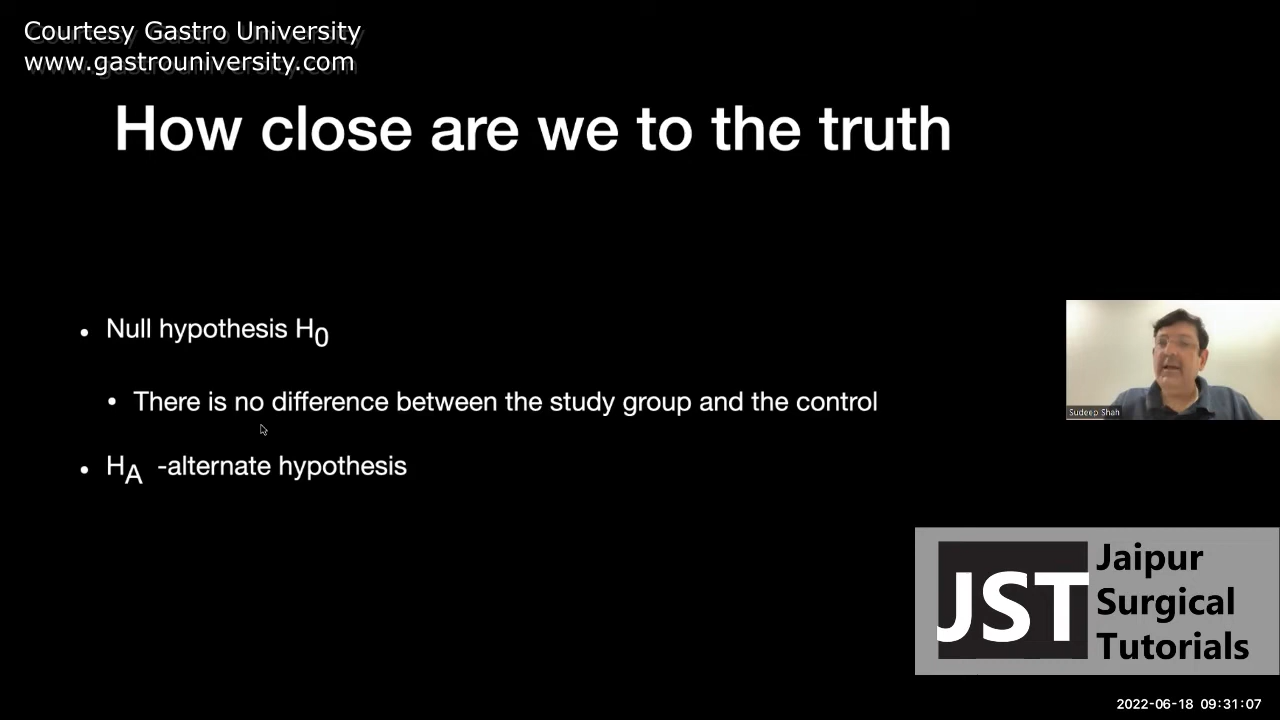 Courtesy Gastro University
www.gastrouniversity.com
How close are we to the truth
• Null hypothesis H0
• There is no difference between the study group and the control
• HA -alternate hypothesis
Sudeep Shah
JST
Jaipur
Surgical
Tutorials
2022-06-18 09:31:07